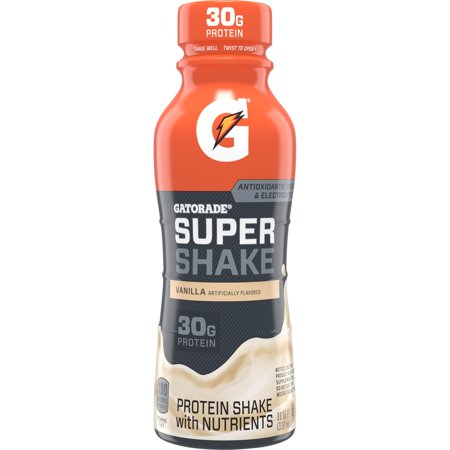 30G
PROTEIN
SHAKE WELL TWIST TO OPEN
G
ANTIOXIDANTS
& ELECTRO
GATORADE®
SUPER
SHAKE
VANILLA ARTIFICIALLY FLAVORED
30G
PROTEIN
PROTEIN SHAKE
with NUTRIENTS